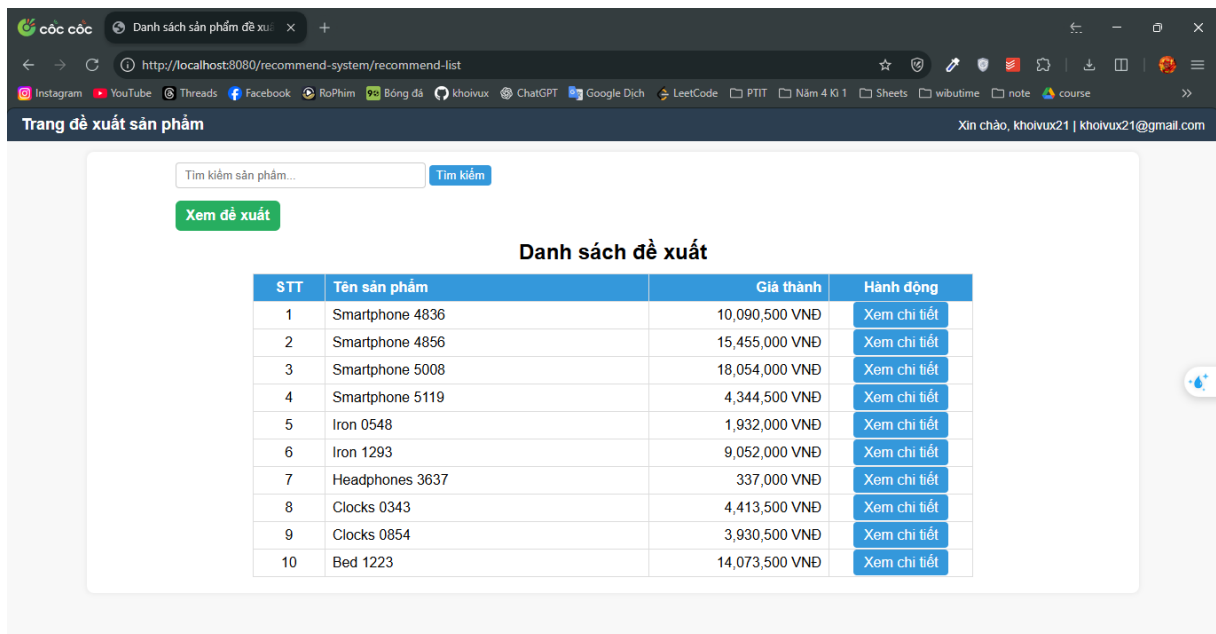 cốc cốc Danh sách sản phẩm đề xuấ
http://localhost:8080/recommend-system/recommend-list
Instagram YouTube Threads Facebook RoPhim Bóng đá khoivux ChatGPT Google Dịch LeetCode PTIT Năm 4 Kì 1 Sheets wibutime note course
Trang đề xuất sản phẩm Xin chào, khoivux21 | khoivux21@gmail.com
Tìm kiếm sản phẩm... Tìm kiếm
Xem đề xuất
Danh sách đề xuất
STT Tên sản phẩm Giá thành Hành động
1 Smartphone 4836 10,090,500 VNĐ Xem chi tiết
2 Smartphone 4856 15,455,000 VNĐ Xem chi tiết
3 Smartphone 5008 18,054,000 VNĐ Xem chi tiết
4 Smartphone 5119 4,344,500 VNĐ Xem chi tiết
5 Iron 0548 1,932,000 VNĐ Xem chi tiết
6 Iron 1293 9,052,000 VNĐ Xem chi tiết
7 Headphones 3637 337,000 VNĐ Xem chi tiết
8 Clocks 0343 4,413,500 VNĐ Xem chi tiết
9 Clocks 0854 3,930,500 VNĐ Xem chi tiết
10 Bed 1223 14,073,500 VNĐ Xem chi tiết